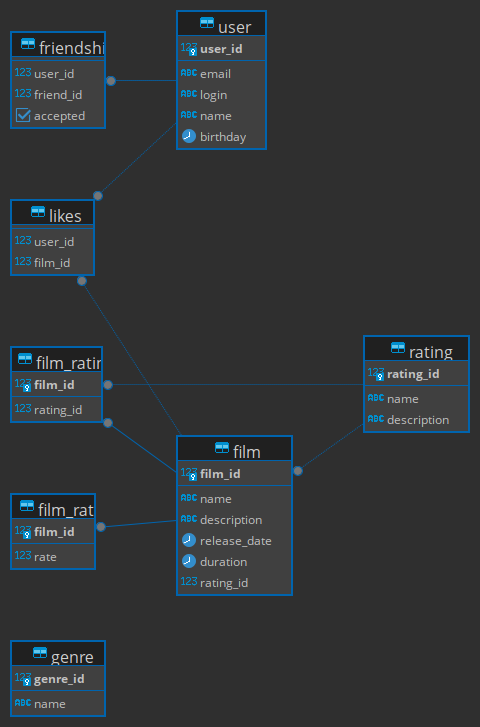 user
123 user_id
ABC email
ABC login
ABC name
birthday
friendshi
123 user_id
123 friend_id
accepted
likes
123 user_id
123 film_id
film_ratin
123 film_id
123 rating_id
rating
123 rating_id
ABC name
ABC description
film
123 film_id
ABC name
ABC description
release_date
duration
123 rating_id
film_rat
123 film_id
123 rate
genre
123 genre_id
ABC name